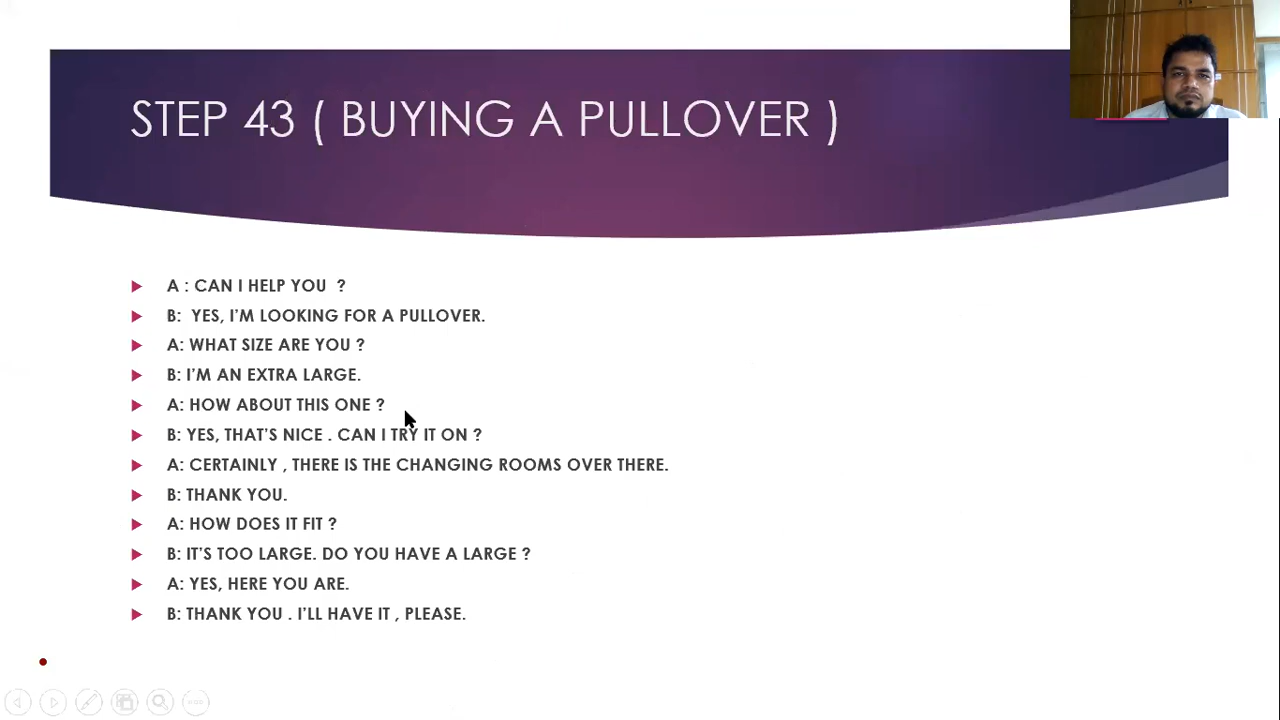 STEP 43 ( BUYING A PULLOVER )
A : CAN I HELP YOU ?
B: YES, I’M LOOKING FOR A PULLOVER.
A: WHAT SIZE ARE YOU ?
B: I’M AN EXTRA LARGE.
A: HOW ABOUT THIS ONE ?
B: YES, THAT’S NICE . CAN I TRY IT ON ?
A: CERTAINLY , THERE IS THE CHANGING ROOMS OVER THERE.
B: THANK YOU.
A: HOW DOES IT FIT ?
B: IT’S TOO LARGE. DO YOU HAVE A LARGE ?
A: YES, HERE YOU ARE.
B: THANK YOU . I’LL HAVE IT , PLEASE.